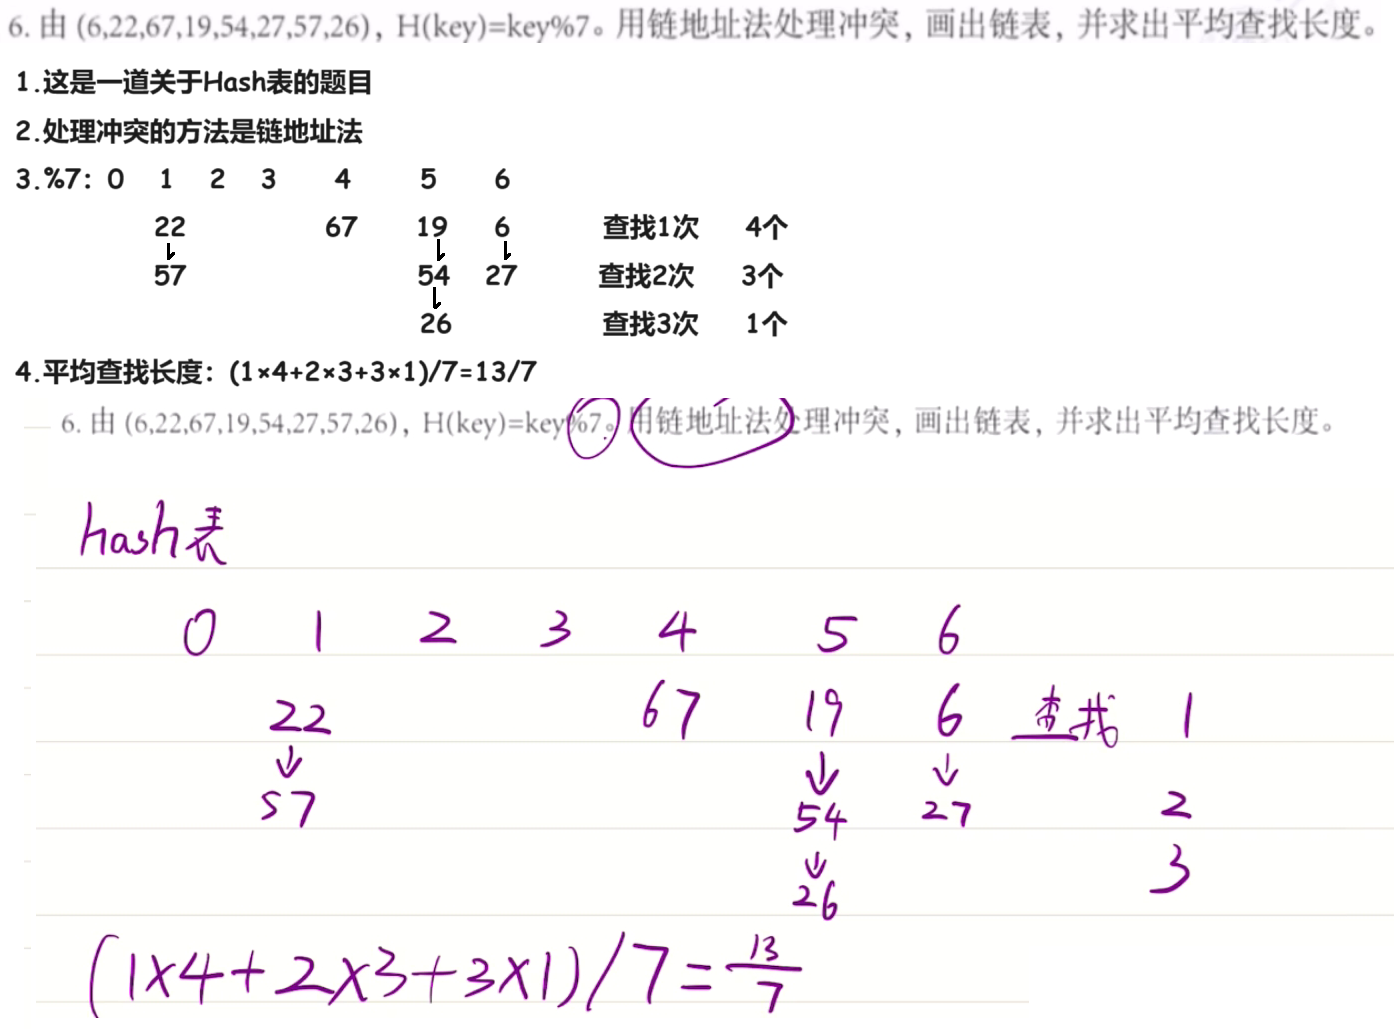 6. 由 (6,22,67,19,54,27,57,26)，H(key)=key%7。用链地址法处理冲突，画出链表，并求出平均查找长度。
1.这是一道关于Hash表的题目
2.处理冲突的方法是链地址法
3.%7: 0 1 2 3 4 5 6
22 67 19 6 查找1次 4个
57 54 27 查找2次 3个
26 查找3次 1个
4.平均查找长度：(1×4+2×3+3×1)/7=13/7
6. 由 (6,22,67,19,54,27,57,26)，H(key)=key%7。用链地址法处理冲突，画出链表，并求出平均查找长度。
hash表
0 1 2 3 4 5 6
22 67 19 6 查找 1
↓ ↓ ↓
57 54 27 2
↓ 3
26
(1×4+2×3+3×1)/7=13/7